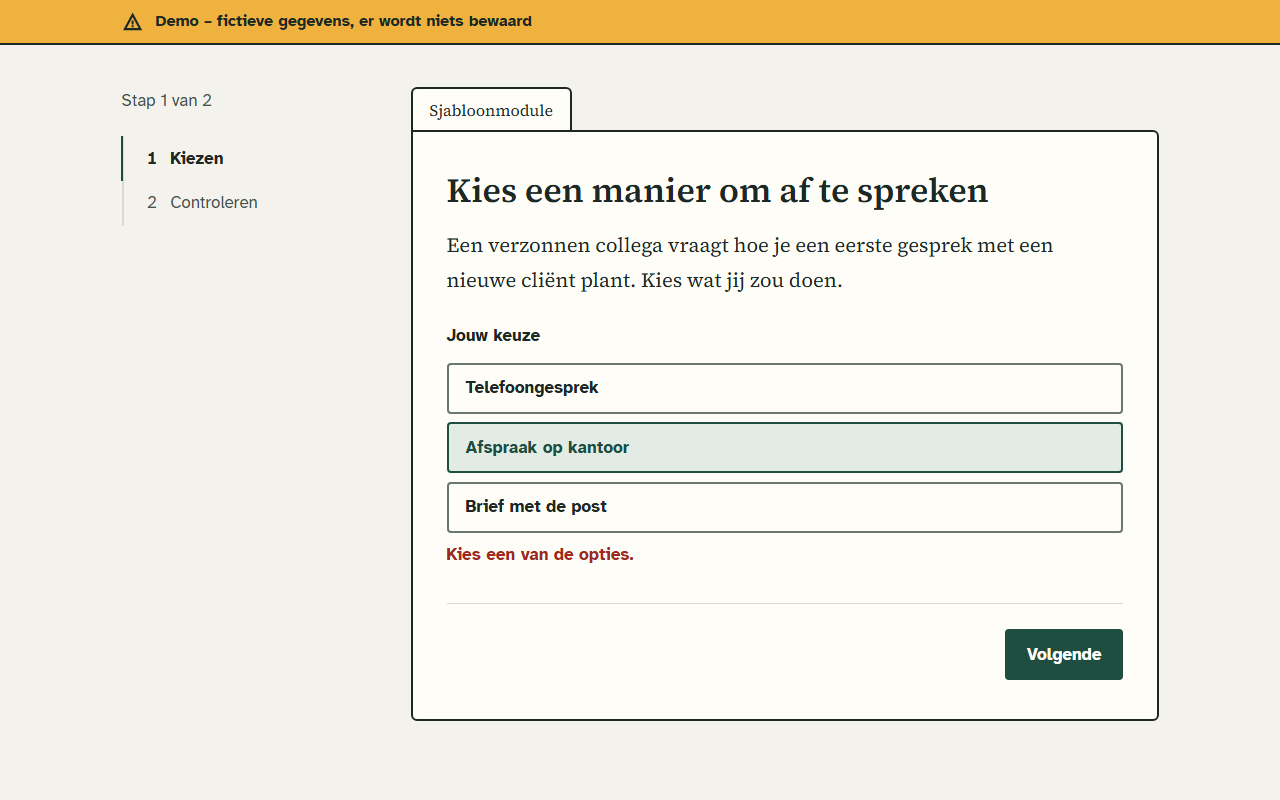 Demo – fictieve gegevens, er wordt niets bewaard
Stap 1 van 2
1 Kiezen
2 Controleren
Sjabloonmodule
Kies een manier om af te spreken
Een verzonnen collega vraagt hoe je een eerste gesprek met een
nieuwe cliënt plant. Kies wat jij zou doen.
Jouw keuze
Telefoongesprek
Afspraak op kantoor
Brief met de post
Kies een van de opties.
Volgende